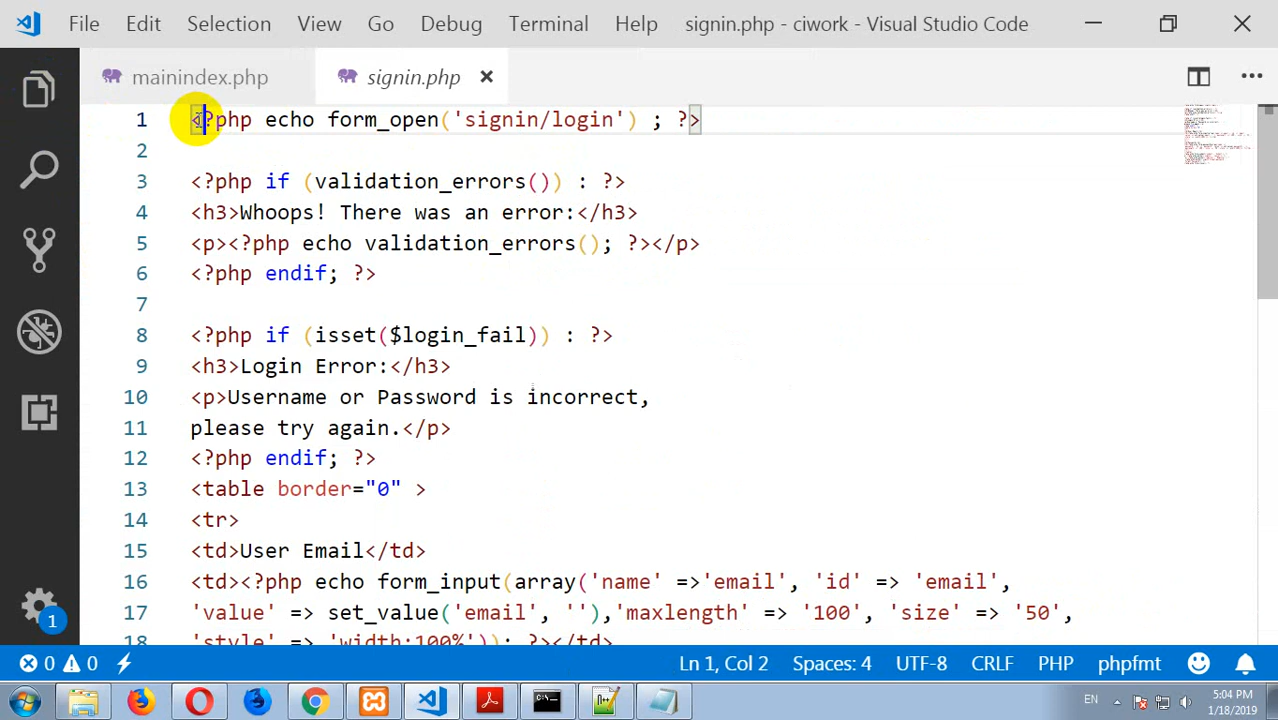 File Edit Selection View Go Debug Terminal Help signin.php - ciwork - Visual Studio Code
mainindex.php signin.php
1 <?php echo form_open('signin/login') ; ?>
2
3 <?php if (validation_errors()) : ?>
4 <h3>Whoops! There was an error:</h3>
5 <p><?php echo validation_errors(); ?></p>
6 <?php endif; ?>
7
8 <?php if (isset($login_fail)) : ?>
9 <h3>Login Error:</h3>
10 <p>Username or Password is incorrect,
11 please try again.</p>
12 <?php endif; ?>
13 <table border="0" >
14 <tr>
15 <td>User Email</td>
16 <td><?php echo form_input(array('name' =>'email', 'id' => 'email',
17 'value' => set_value('email', ''),'maxlength' => '100', 'size' => '50',
18 'style' => 'width:100%')); ?></td>
0 0 Ln 1, Col 2 Spaces: 4 UTF-8 CRLF PHP phpfmt
1
EN 5:04 PM
1/18/2019